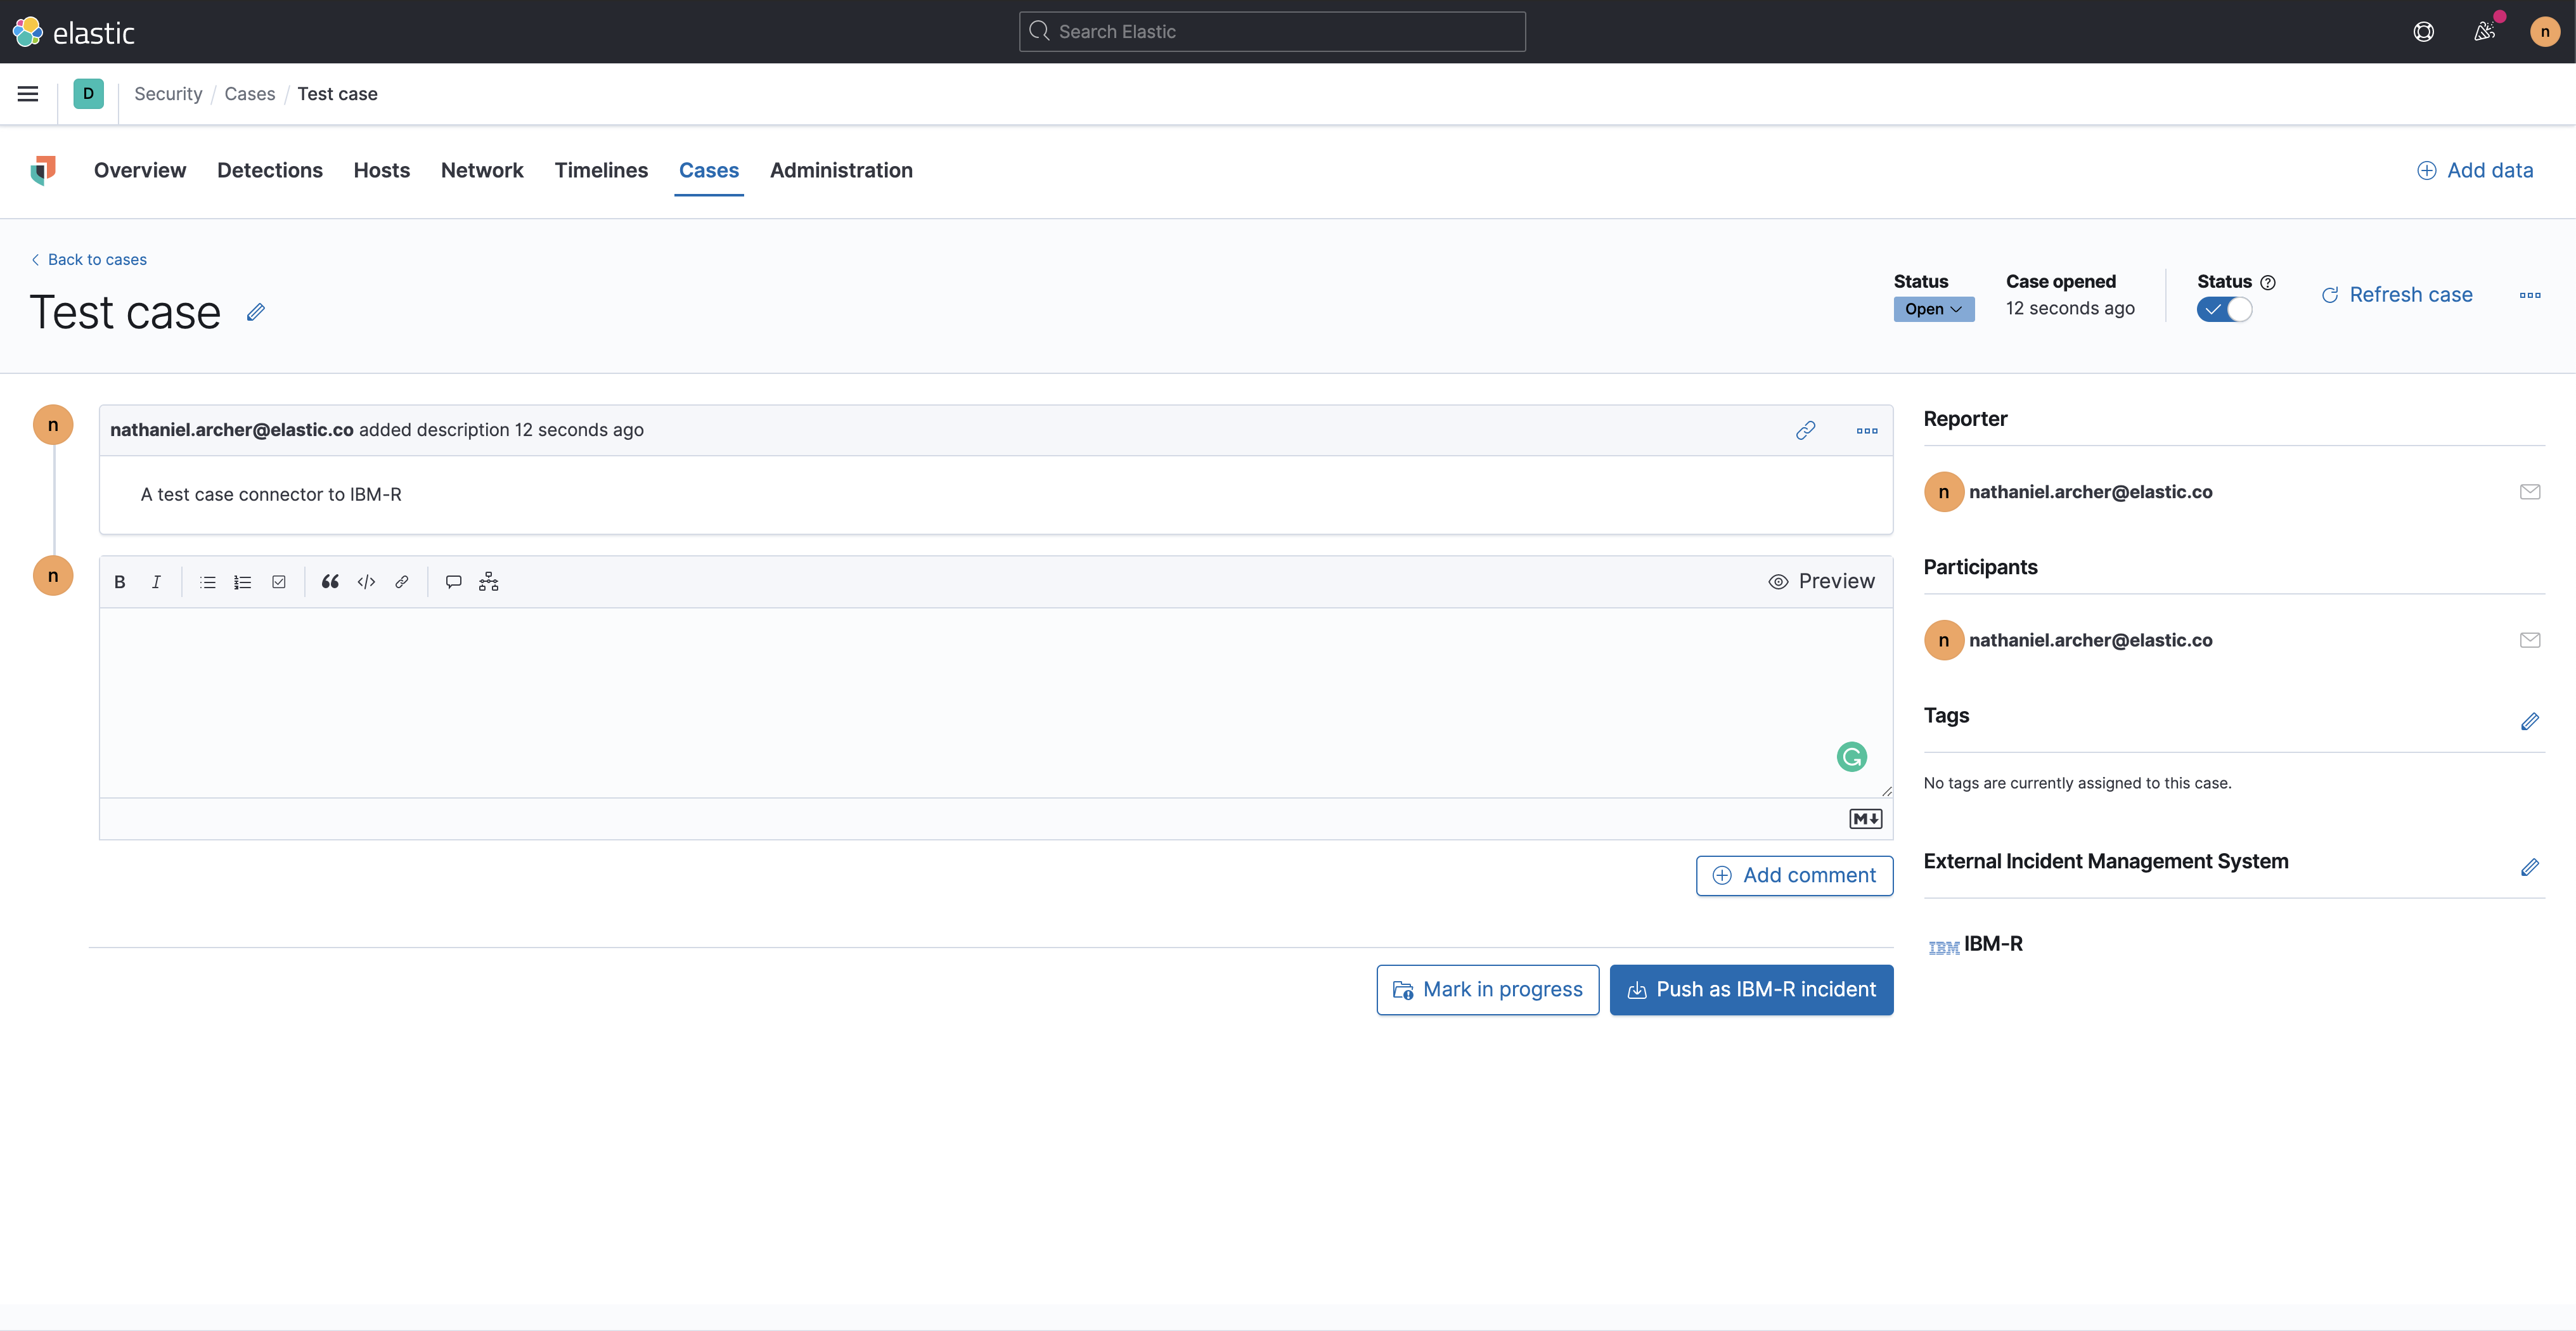 elastic
Search Elastic
n
D
Security / Cases / Test case
Overview Detections Hosts Network Timelines Cases Administration
Add data
Back to cases
Test case
Status
Open
Case opened
12 seconds ago
Status
Refresh case
n
nathaniel.archer@elastic.co added description 12 seconds ago
A test case connector to IBM-R
n
B I
Preview
M
Add comment
Mark in progress
Push as IBM-R incident
Reporter
n nathaniel.archer@elastic.co
Participants
n nathaniel.archer@elastic.co
Tags
No tags are currently assigned to this case.
External Incident Management System
IBM IBM-R